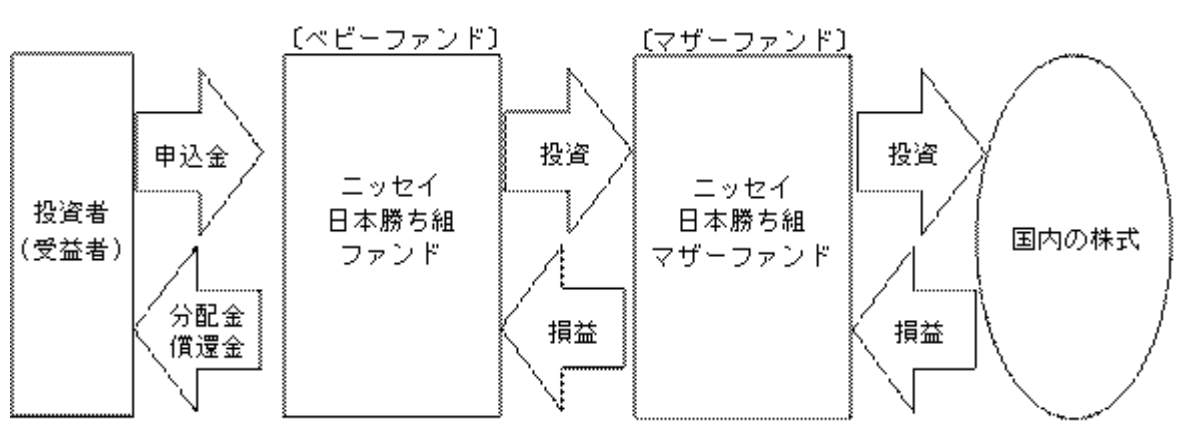 〔ベビーファンド〕
〔マザーファンド〕
投資者
(受益者)
申込金
分配金
償還金
ニッセイ
日本勝ち組
ファンド
投資
損益
ニッセイ
日本勝ち組
マザーファンド
投資
損益
国内の株式